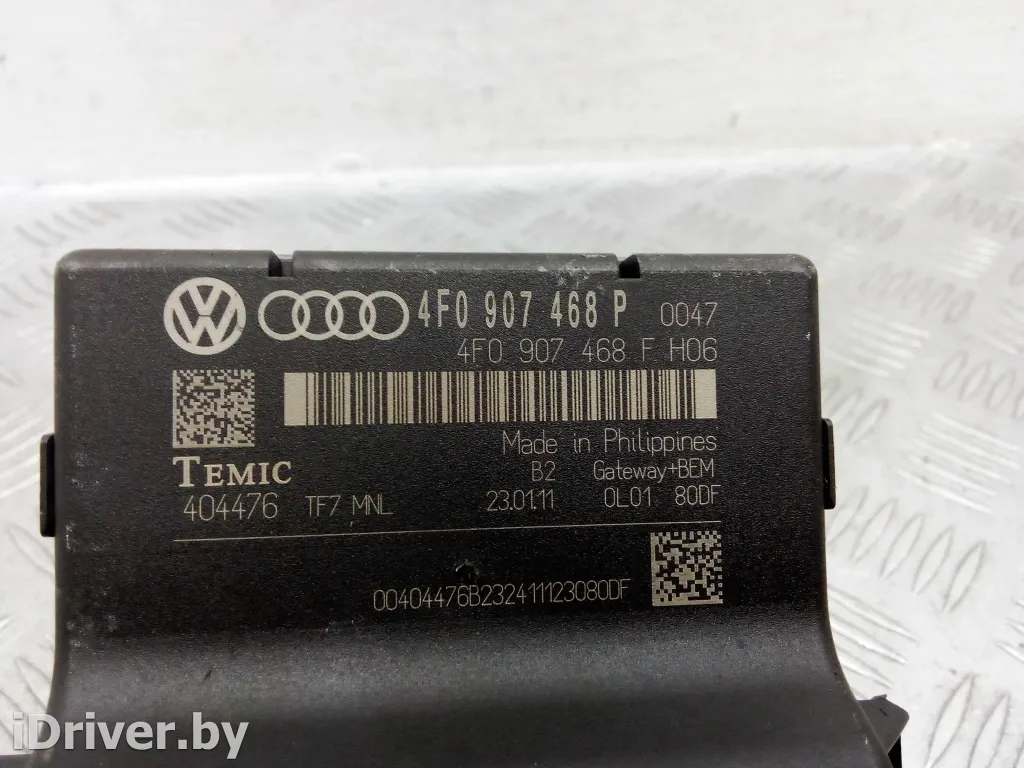 4F0 907 468 P 0047
4F0 907 468 F H06
Made in Philippines
TEMIC B2 Gateway+BEM
404476 TF7 MNL 23.01.11 0L01 80DF
00404476B232411123080DF
iDriver.by